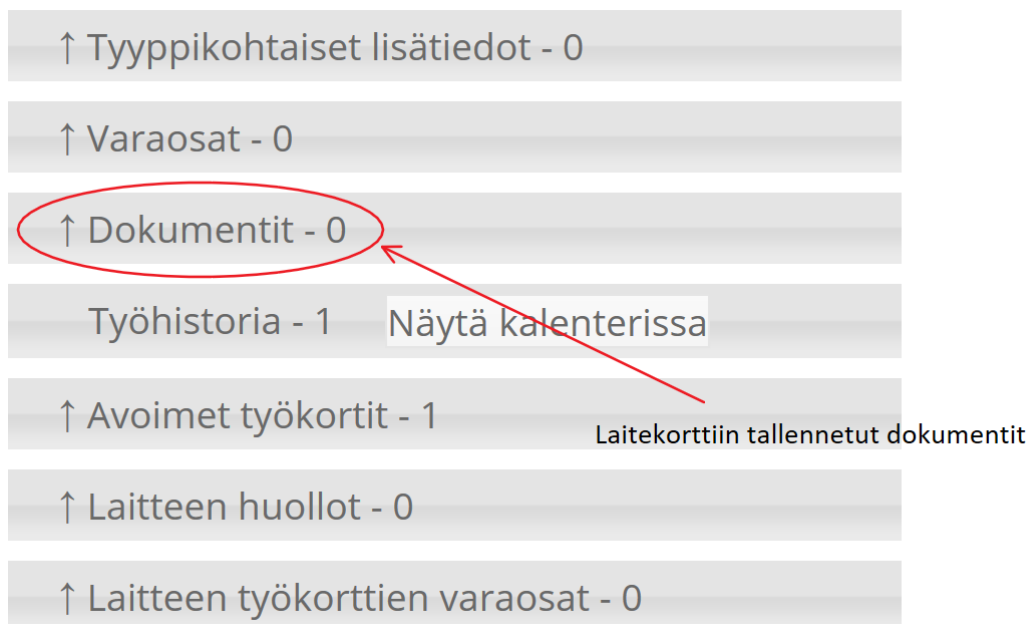 ↑ Tyyppikohtaiset lisätiedot - 0
↑ Varaosat - 0
↑ Dokumentit - 0
Työhistoria - 1 Näytä kalenterissa
↑ Avoimet työkortit - 1
Laitekorttiin tallennetut dokumentit
↑ Laitteen huollot - 0
↑ Laitteen työkorttien varaosat - 0